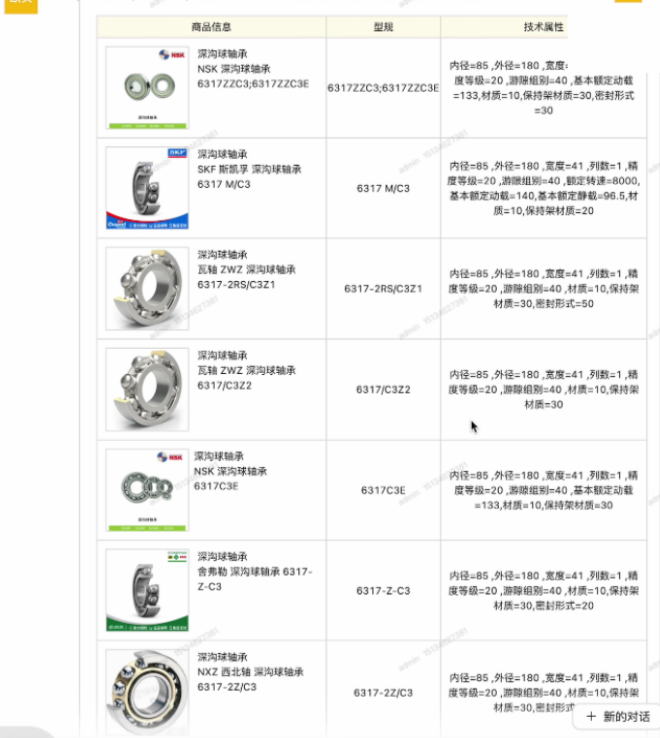 商品信息 型规 技术属性
NSK
深沟球轴承
NSK 深沟球轴承
6317ZZC3;6317ZZC3E
6317ZZC3;6317ZZC3E
内径=85 ,外径=180 ,宽度=
度等级=20 ,游隙组别=40 ,基本额定动载
=133,材质=10,保持架材质=30,密封形式
=30
SKF
深沟球轴承
SKF 斯凯孚 深沟球轴承
6317 M/C3
6317 M/C3
内径=85 ,外径=180 ,宽度=41 ,列数=1 ,精
度等级=20 ,游隙组别=40 ,额定转速=8000,
基本额定动载=140,基本额定静载=96.5,材
质=10,保持架材质=20
深沟球轴承
瓦轴 ZWZ 深沟球轴承
6317-2RS/C3Z1
6317-2RS/C3Z1
内径=85 ,外径=180 ,宽度=41 ,列数=1 ,精
度等级=20 ,游隙组别=40 ,材质=10,保持架
材质=30,密封形式=50
深沟球轴承
瓦轴 ZWZ 深沟球轴承
6317/C3Z2
6317/C3Z2
内径=85 ,外径=180 ,宽度=41 ,列数=1 ,精
度等级=20 ,游隙组别=40 ,材质=10,保持架
材质=30
NSK
深沟球轴承
NSK 深沟球轴承
6317C3E
6317C3E
内径=85 ,外径=180 ,宽度=41 ,列数=1 ,精
度等级=20 ,游隙组别=40 ,基本额定动载
=133,材质=10,保持架材质=30
深沟球轴承
舍弗勒 深沟球轴承 6317-
Z-C3
6317-Z-C3
内径=85 ,外径=180 ,宽度=41 ,列数=1 ,精
度等级=20 ,游隙组别=40 ,材质=10,保持架
材质=30,密封形式=20
深沟球轴承
NXZ 西北轴 深沟球轴承
6317-2Z/C3
6317-2Z/C3
内径=85 ,外径=180 ,宽度=41 ,列数=1 ,精
度等级=20 ,游隙组别=40 ,材质=10,保持架
材质=30,密封形式
+ 新的对话